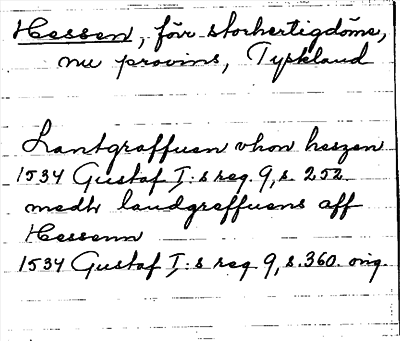 Hessen, förr storhertigdöme,
nu provins, Tyskland
Lantgraffuen vhon heszen
1534 Gustaf I:s reg. 9, s. 252.
medh landgreffuens aff
Hessenn
1534 Gustaf I:s reg 9, s. 360. orig.